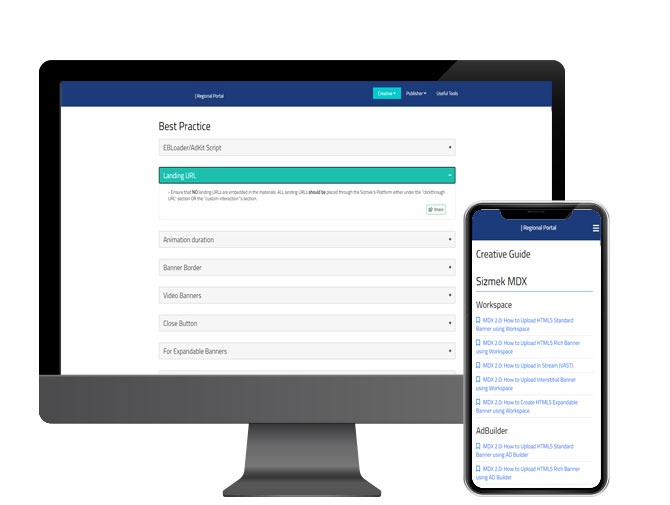 | Regional Portal
Creative
Publisher
Useful Tools
Best Practice
EBLoader/AdKit Script
Landing URL
- Ensure that NO landing URLs are embedded in the materials. ALL landing URLs should be placed through the Sizmek's Platform either under the "clickthrough
URL" section OR the "custom interaction"s section.
Share
Animation duration
Banner Border
Video Banners
Close Button
For Expandable Banners
| Regional Portal
Creative Guide
Sizmek MDX
Workspace
MDX 2.0: How to Upload HTML5 Standard
Banner using Workspace
MDX 2.0: How to Upload HTML5 Rich Banner
using Workspace
MDX 2.0: How to Upload In Stream (VAST)
MDX 2.0: How to Upload Interstitial Banner
using Workspace
MDX 2.0: How to Create HTML5 Expandable
Banner using Workspace
AdBuilder
MDX 2.0: How to Upload HTML5 Standard
Banner using AD Builder
MDX 2.0: How to Upload HTML5 Rich Banner
using AD Builder